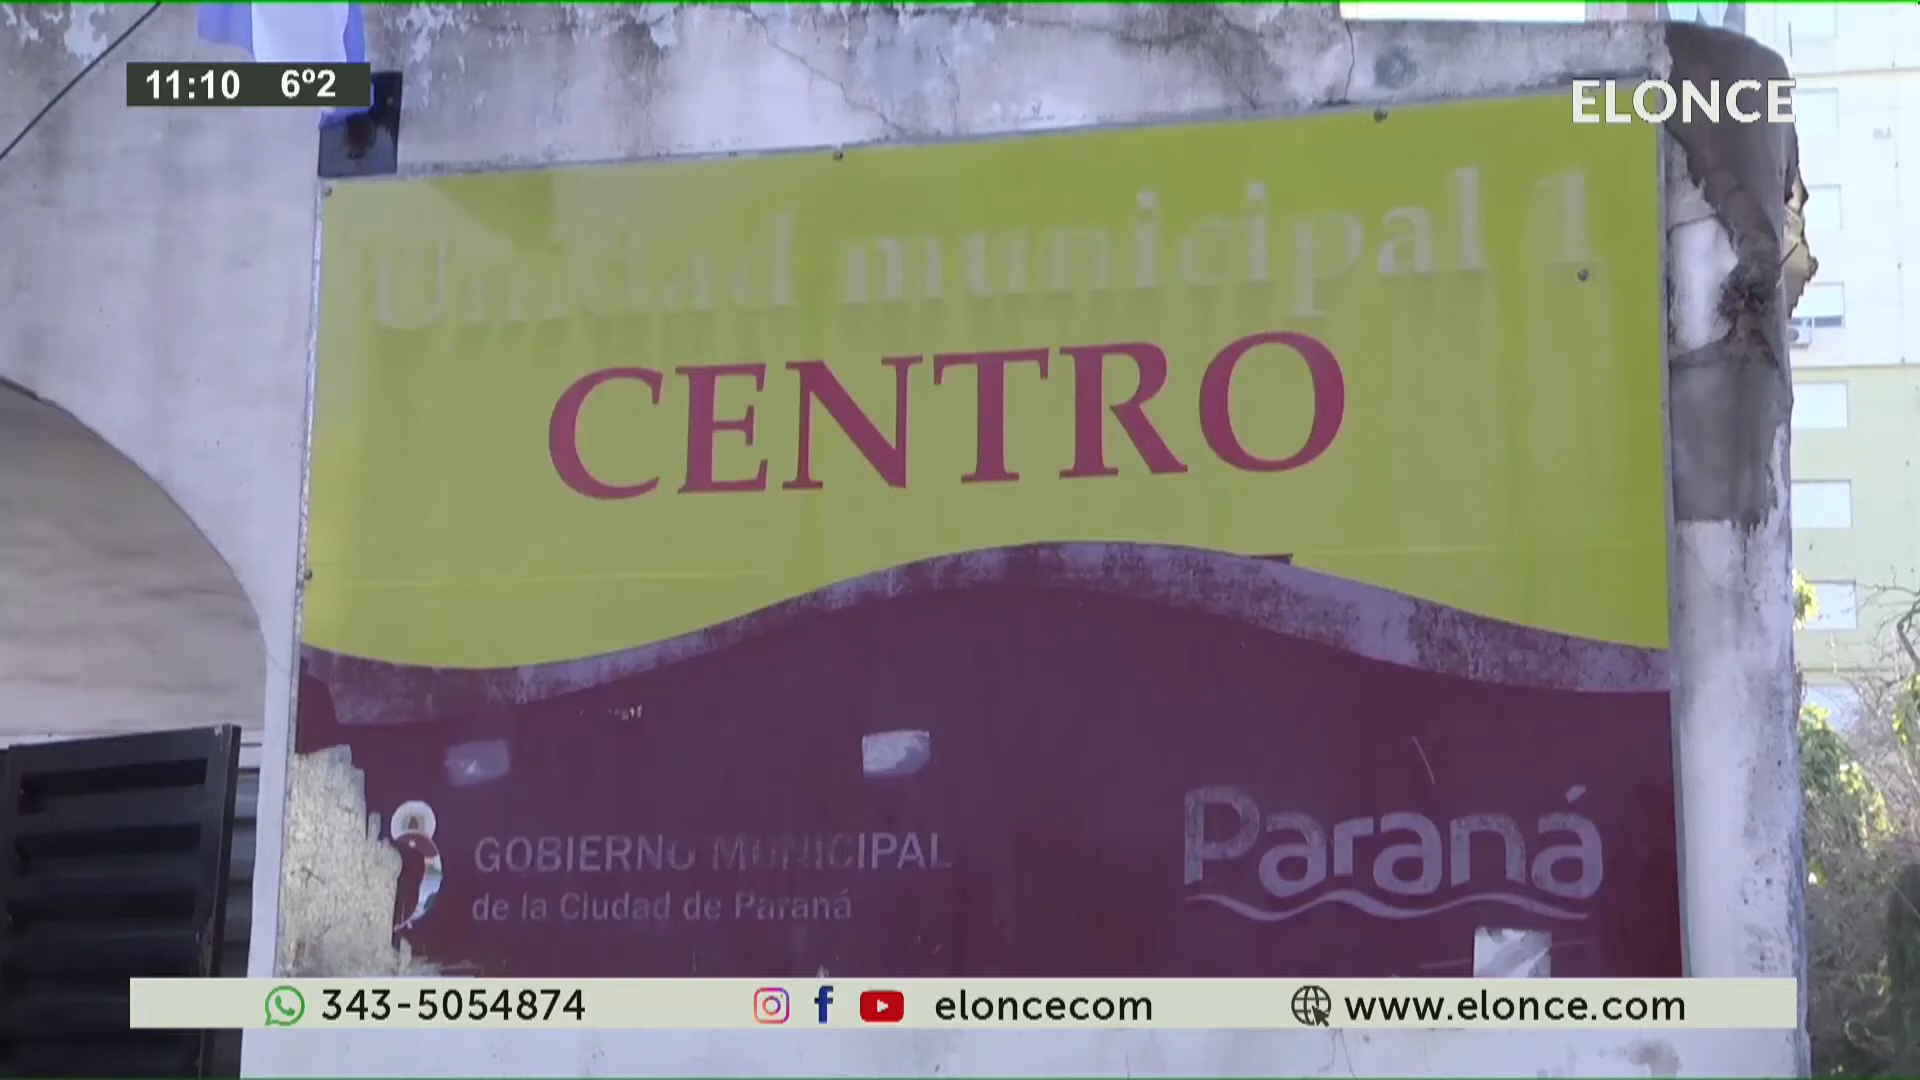 11:10 6º2
ELONCE
Unidad municipal 1
CENTRO
GOBIERNO MUNICIPAL
de la Ciudad de Paraná
Paraná
343-5054874
eloncecom
www.elonce.com